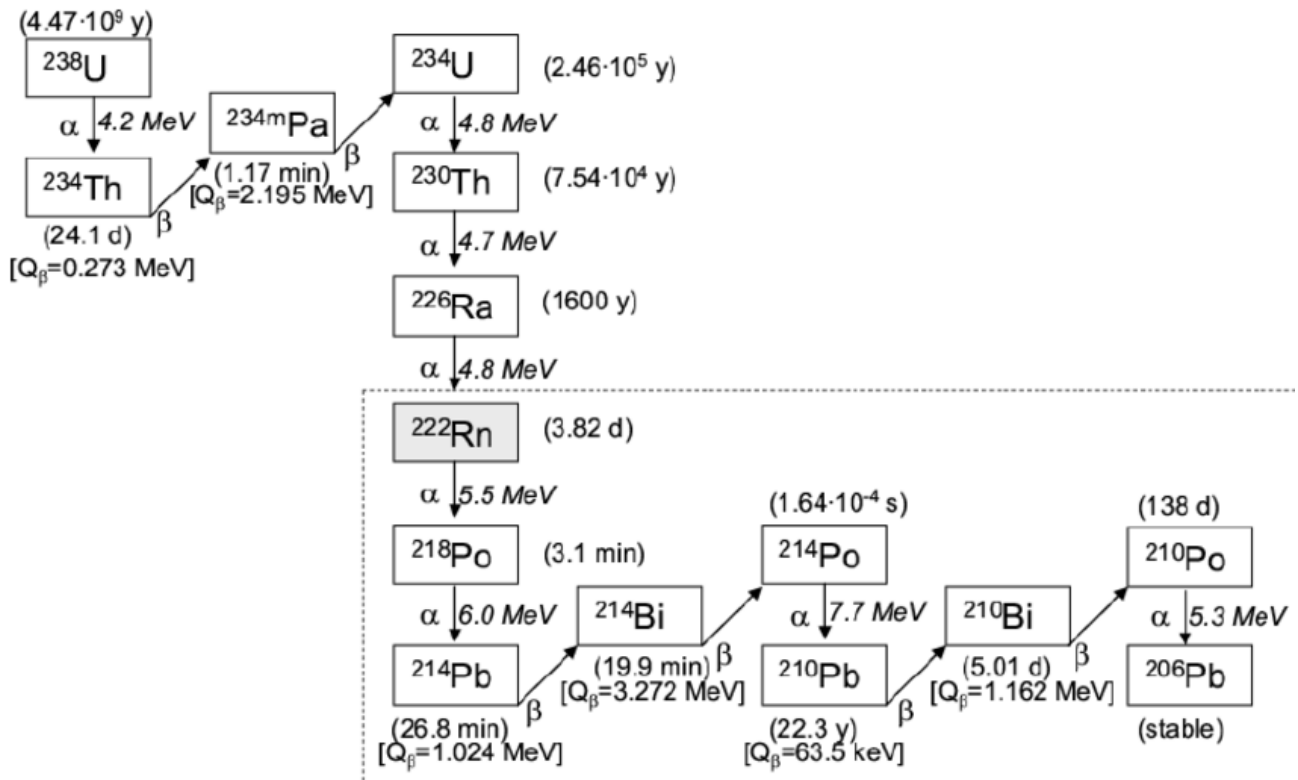 (4.47·10⁹ y)
²³⁸U
α 4.2 MeV
²³⁴Th
(24.1 d)
[Qβ=0.273 MeV]
β
²³⁴ᵐPa
(1.17 min)
[Qβ=2.195 MeV]
β
²³⁴U (2.46·10⁵ y)
α 4.8 MeV
²³⁰Th (7.54·10⁴ y)
α 4.7 MeV
²²⁶Ra (1600 y)
α 4.8 MeV
²²²Rn (3.82 d)
α 5.5 MeV
²¹⁸Po (3.1 min)
α 6.0 MeV
²¹⁴Pb
(26.8 min)
[Qβ=1.024 MeV]
β
²¹⁴Bi
(19.9 min)
[Qβ=3.272 MeV]
β
(1.64·10⁻⁴ s)
²¹⁴Po
α 7.7 MeV
²¹⁰Pb
(22.3 y)
[Qβ=63.5 keV]
β
²¹⁰Bi
(5.01 d)
[Qβ=1.162 MeV]
β
(138 d)
²¹⁰Po
α 5.3 MeV
²⁰⁶Pb
(stable)